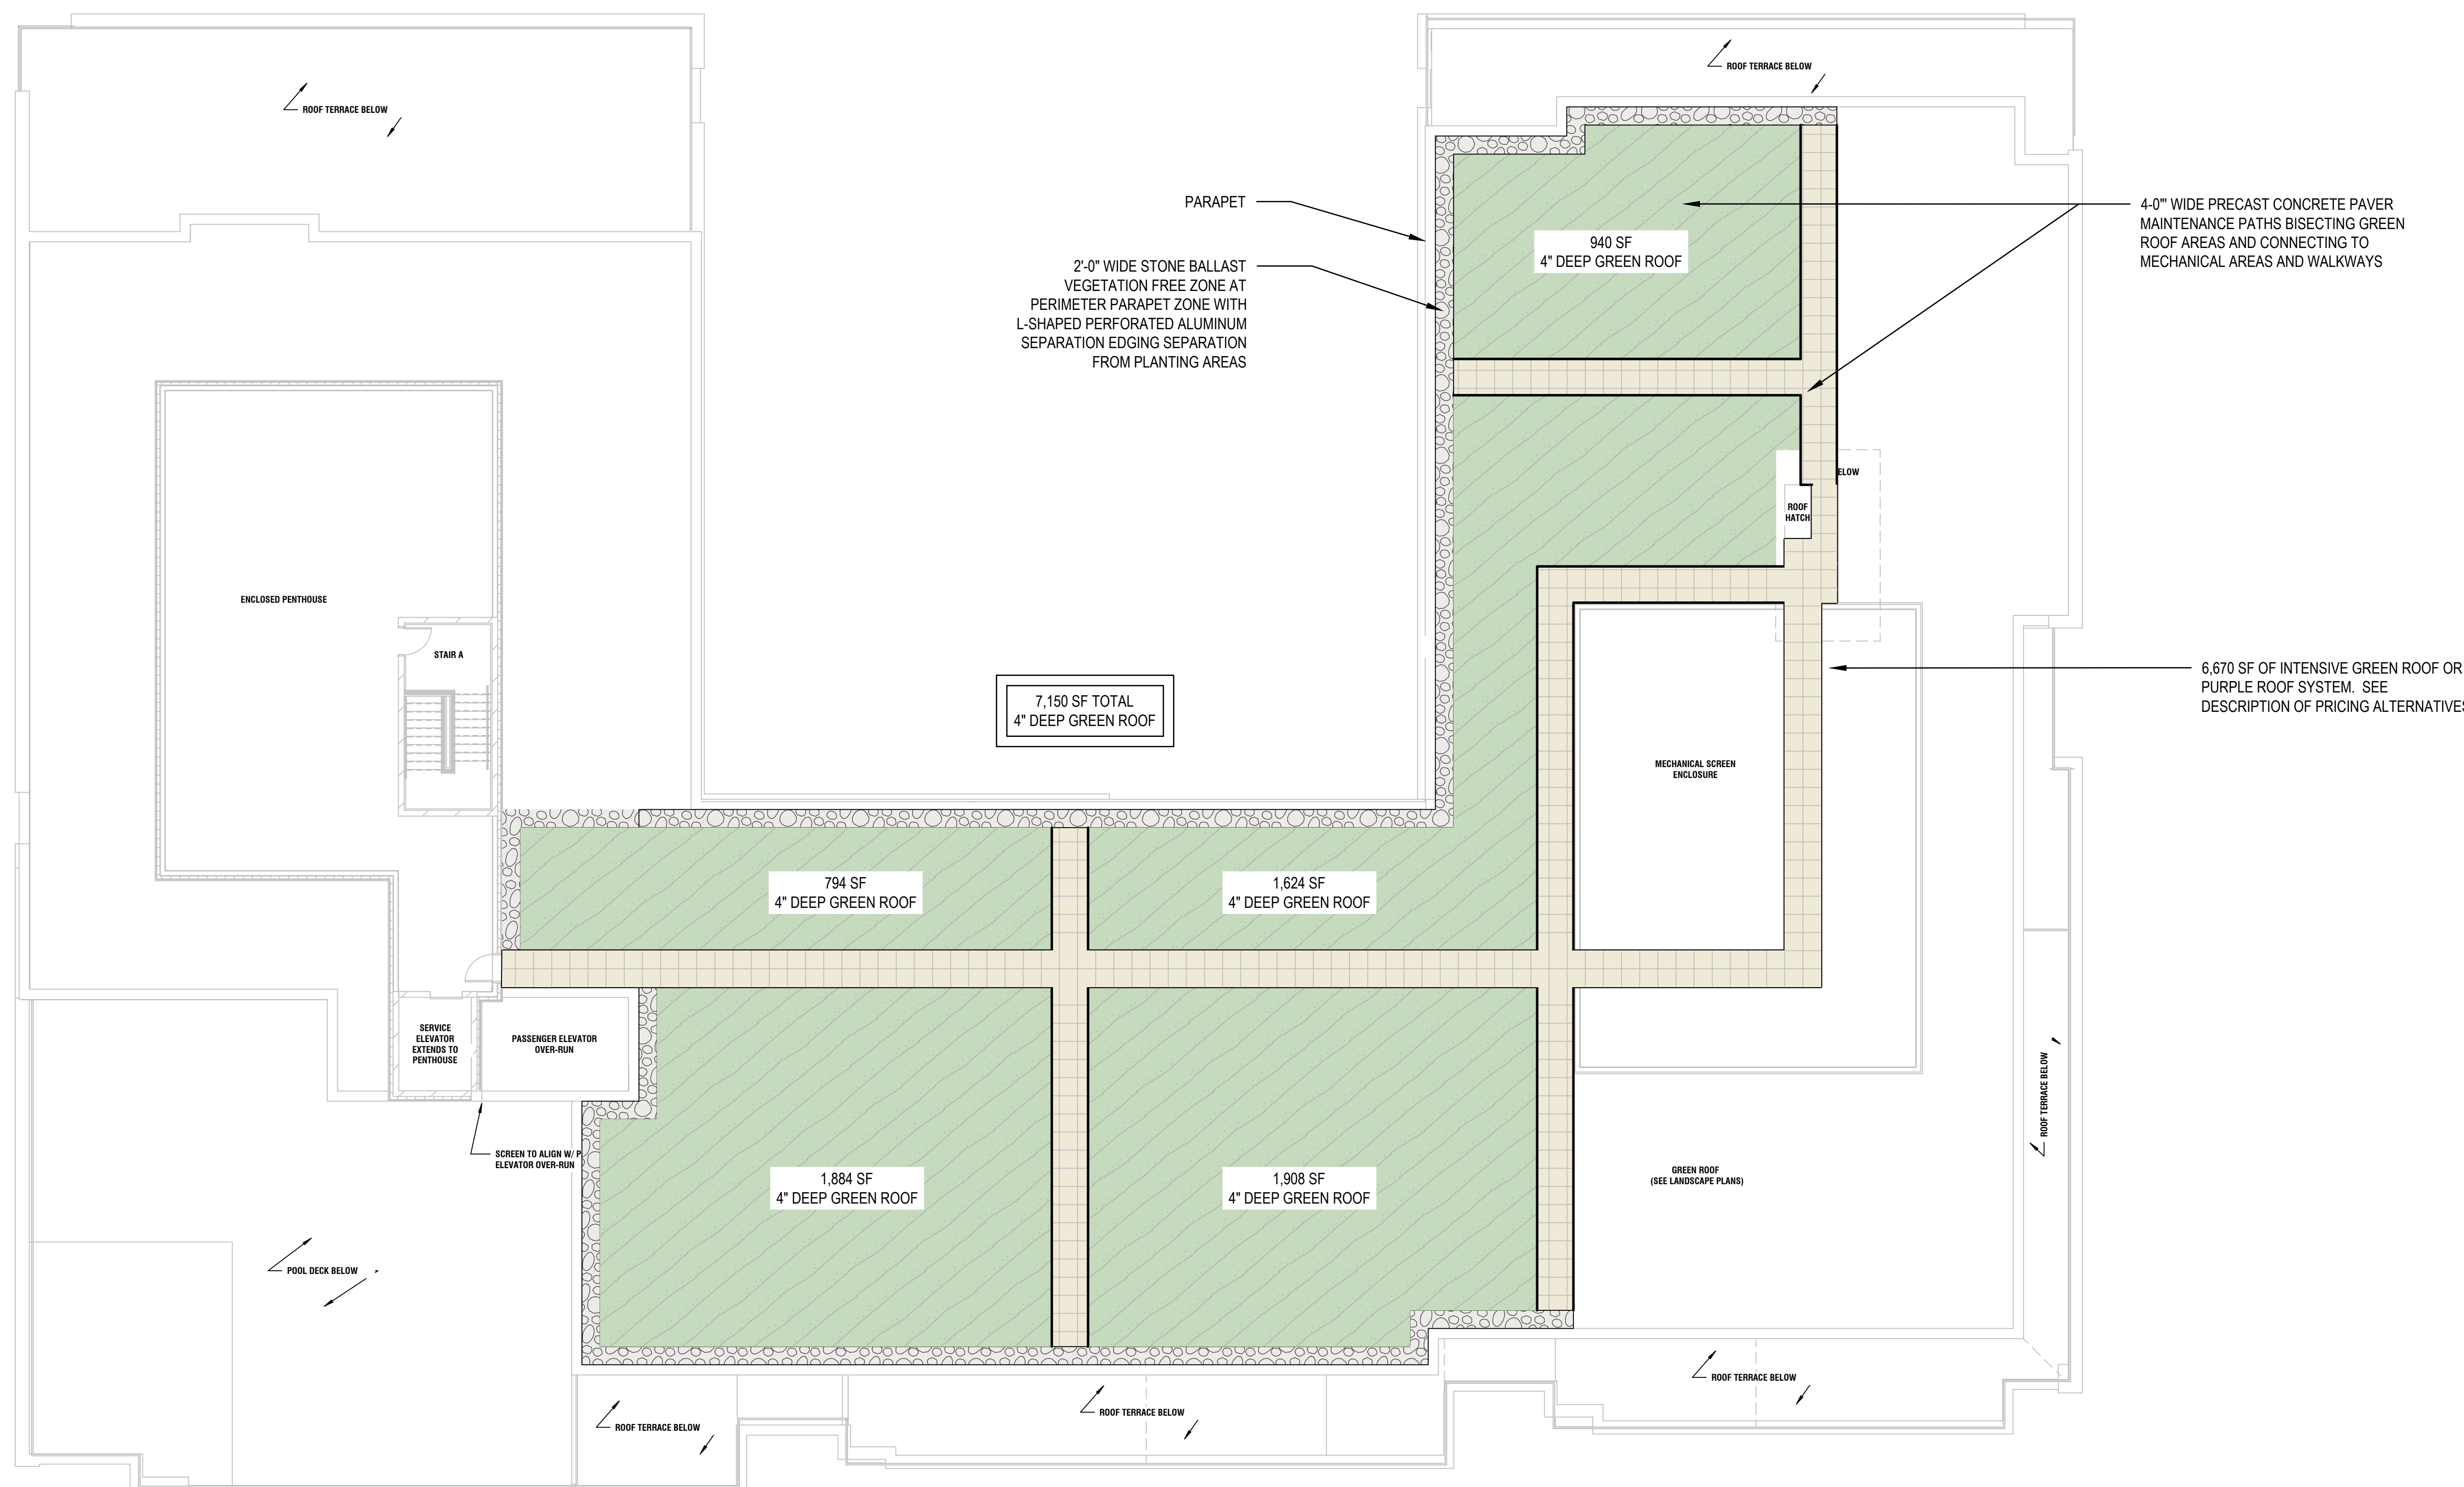 ROOF TERRACE BELOW
ROOF TERRACE BELOW
PARAPET
2'-0" WIDE STONE BALLAST
VEGETATION FREE ZONE AT
PERIMETER PARAPET ZONE WITH
L-SHAPED PERFORATED ALUMINUM
SEPARATION EDGING SEPARATION
FROM PLANTING AREAS
940 SF
4" DEEP GREEN ROOF
4-0'" WIDE PRECAST CONCRETE PAVER
MAINTENANCE PATHS BISECTING GREEN
ROOF AREAS AND CONNECTING TO
MECHANICAL AREAS AND WALKWAYS
ELOW
ROOF
HATCH
ENCLOSED PENTHOUSE
STAIR A
7,150 SF TOTAL
4" DEEP GREEN ROOF
6,670 SF OF INTENSIVE GREEN ROOF OR
PURPLE ROOF SYSTEM. SEE
DESCRIPTION OF PRICING ALTERNATIVES
MECHANICAL SCREEN
ENCLOSURE
794 SF
4" DEEP GREEN ROOF
1,624 SF
4" DEEP GREEN ROOF
SERVICE
ELEVATOR
EXTENDS TO
PENTHOUSE
PASSENGER ELEVATOR
OVER-RUN
SCREEN TO ALIGN W/ P
ELEVATOR OVER-RUN
1,884 SF
4" DEEP GREEN ROOF
1,908 SF
4" DEEP GREEN ROOF
GREEN ROOF
(SEE LANDSCAPE PLANS)
ROOF TERRACE BELOW
POOL DECK BELOW
ROOF TERRACE BELOW
ROOF TERRACE BELOW
ROOF TERRACE BELOW